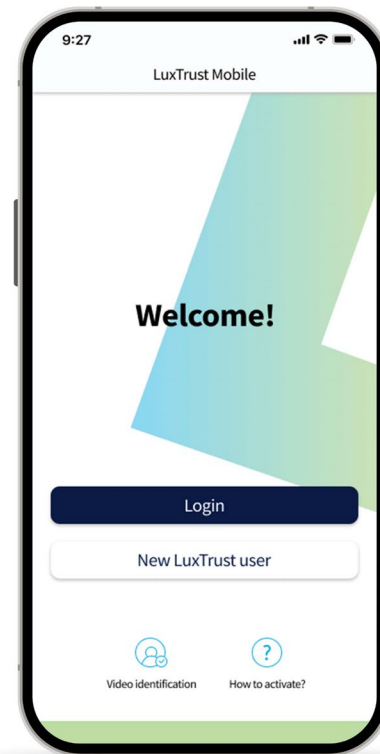 9:27
LuxTrust Mobile
Welcome!
Login
New LuxTrust user
?
Video identification
How to activate?